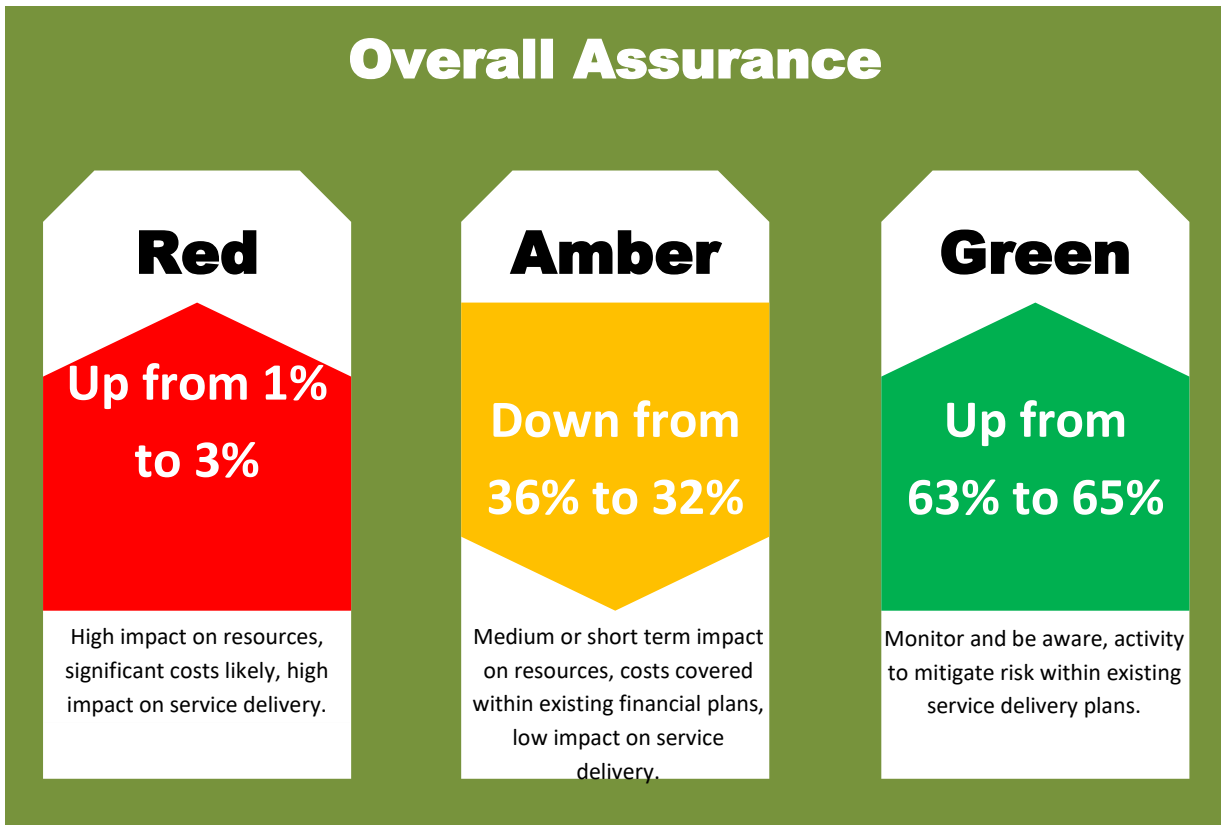 Overall Assurance
Red
Up from 1%
to 3%
High impact on resources,
significant costs likely, high
impact on service delivery.
Amber
Down from
36% to 32%
Medium or short term impact
on resources, costs covered
within existing financial plans,
low impact on service
delivery.
Green
Up from
63% to 65%
Monitor and be aware, activity
to mitigate risk within existing
service delivery plans.